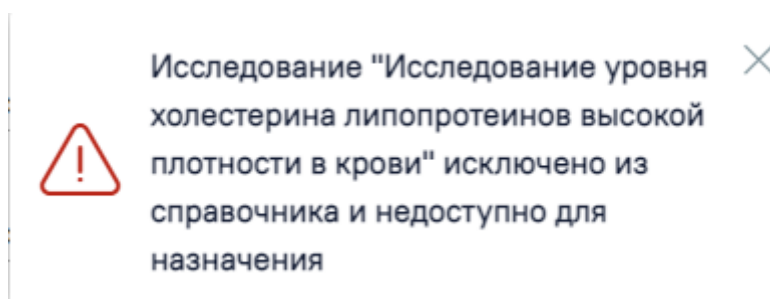 Исследование "Исследование уровня
холестерина липопротеинов высокой
плотности в крови" исключено из
справочника и недоступно для
назначения